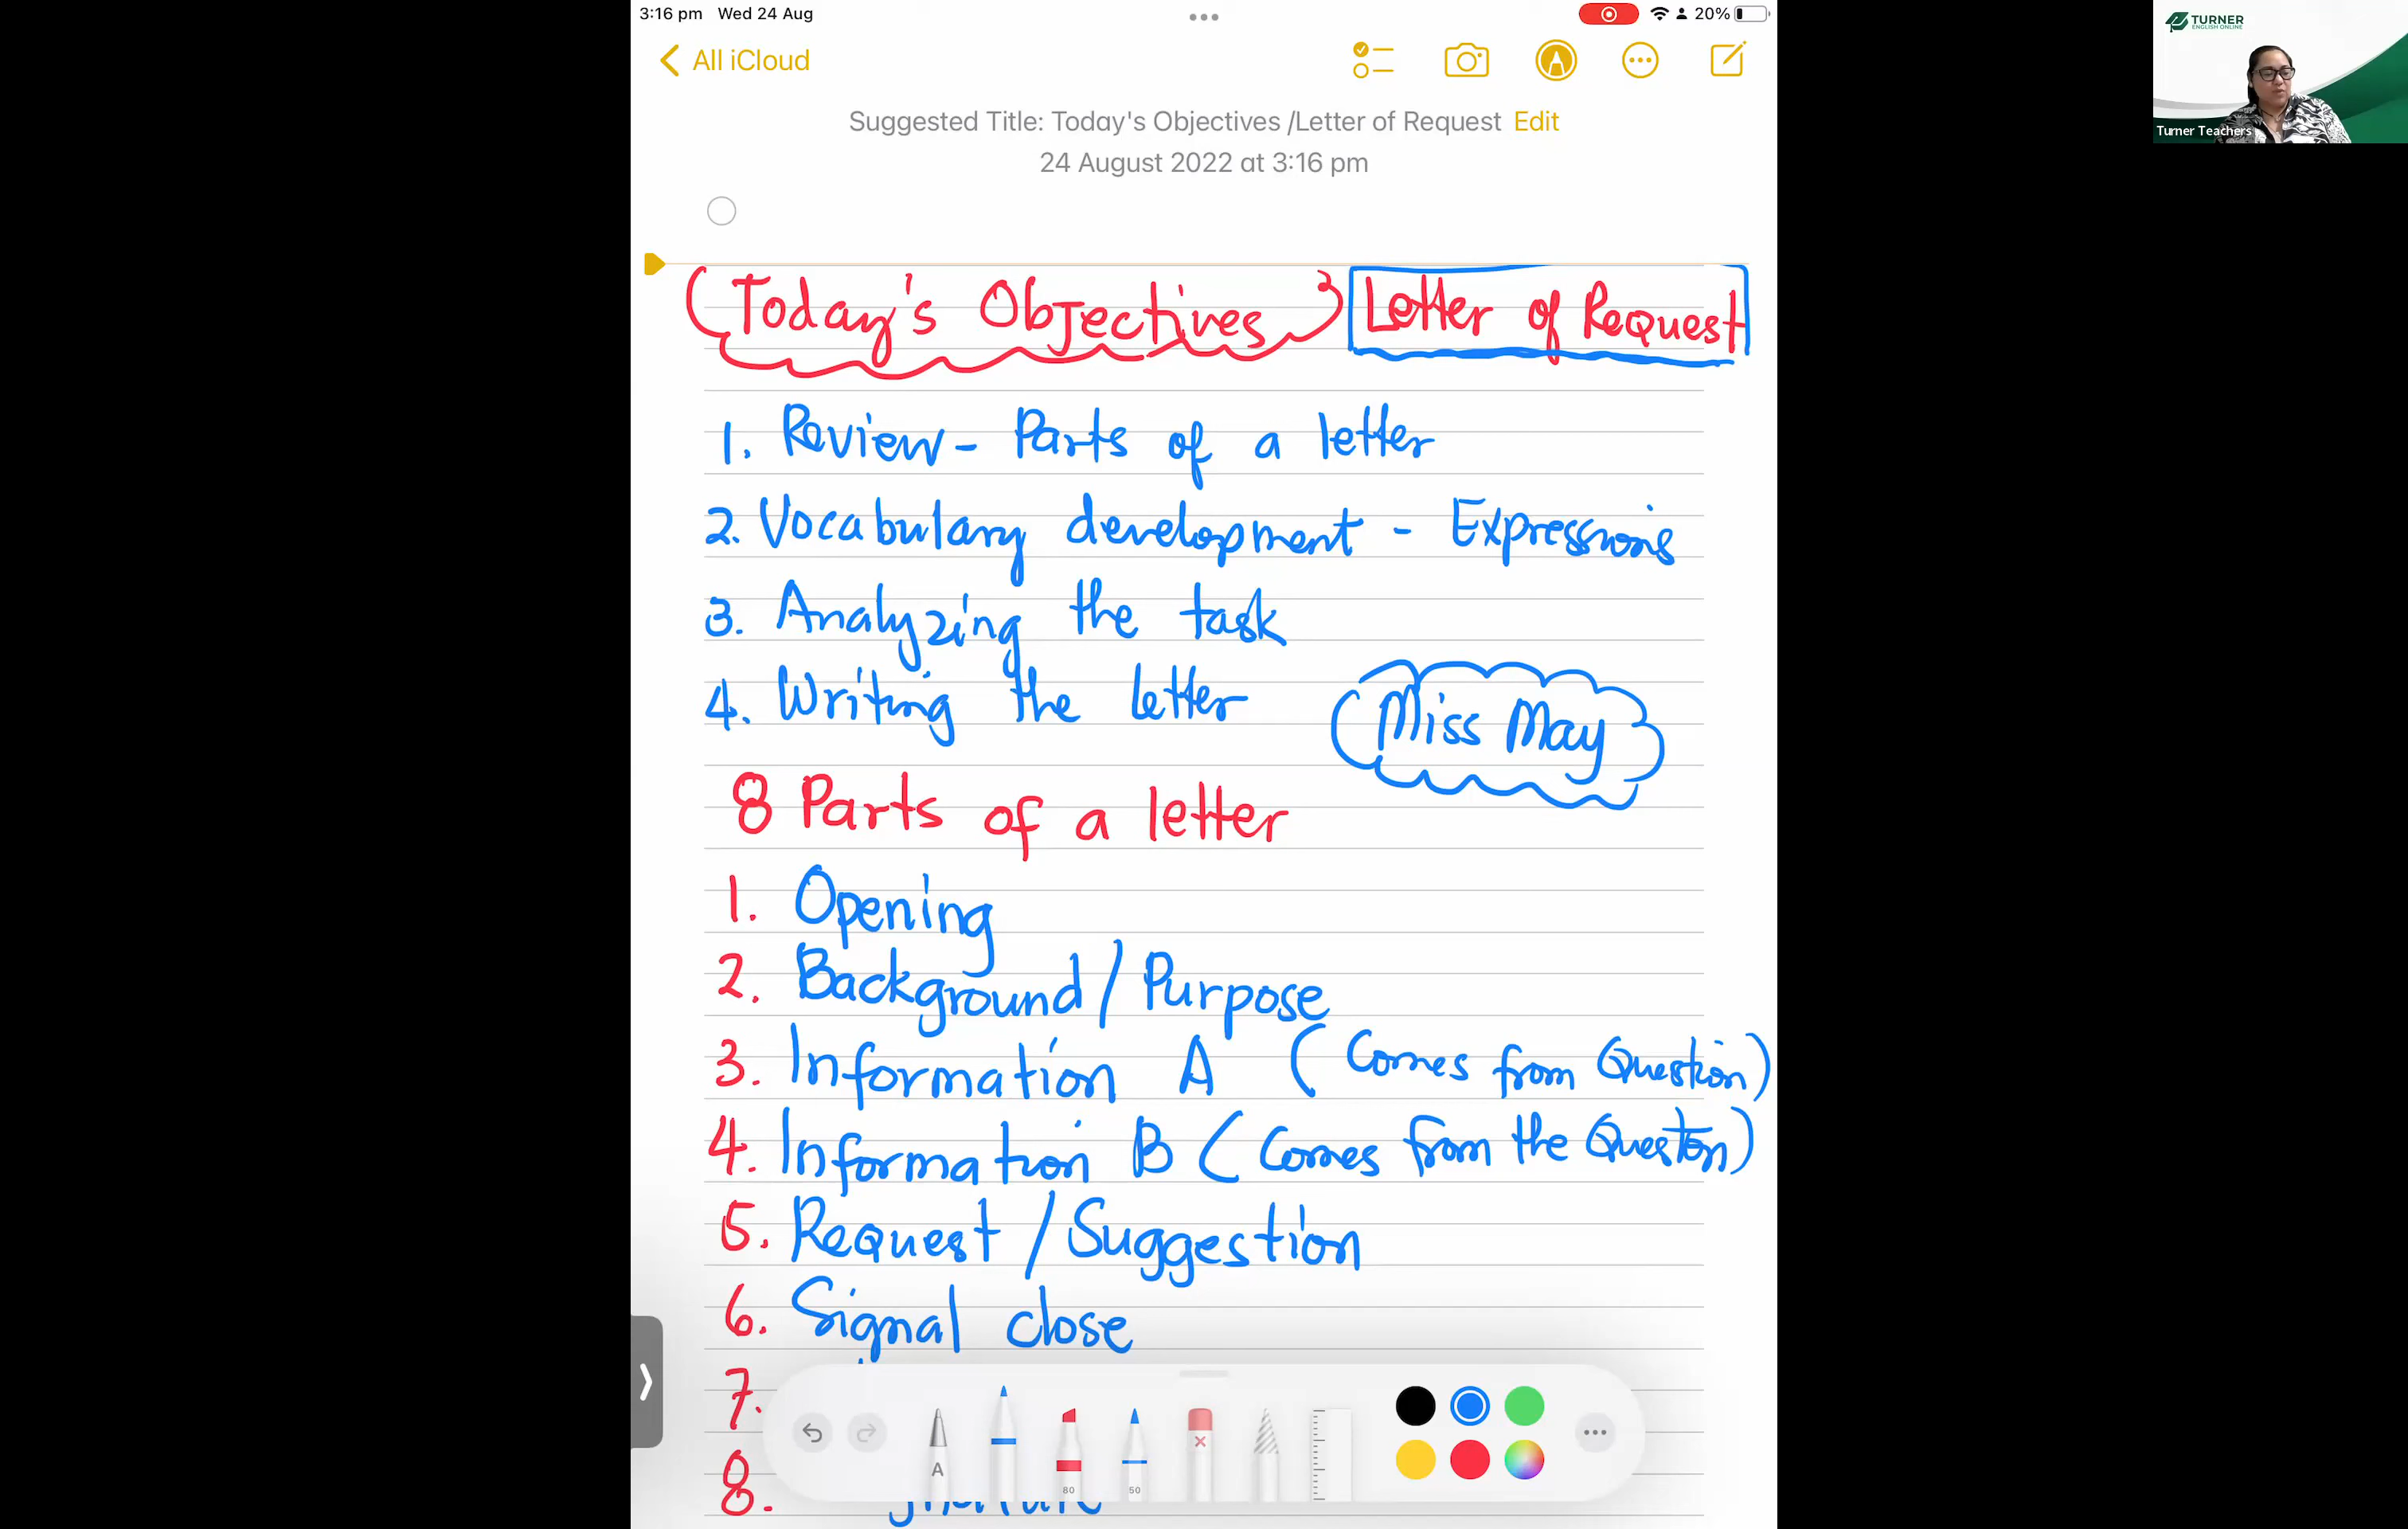 3:16 pm Wed 24 Aug
20%
TURNER
ENGLISH ONLINE
Turner Teachers
All iCloud
Suggested Title: Today's Objectives /Letter of Request Edit
24 August 2022 at 3:16 pm
(Today's Objectives) Letter of Request
1. Review - Parts of a letter
2. Vocabulary development - Expressions
3. Analyzing the task
4. Writing the letter
(Miss May)
8 Parts of a letter
1. Opening
2. Background / Purpose
3. Information A (Comes from Question)
4. Information B (Comes from the Question)
5. Request / Suggestion
6. Signal close
7.
8.
A
80
50